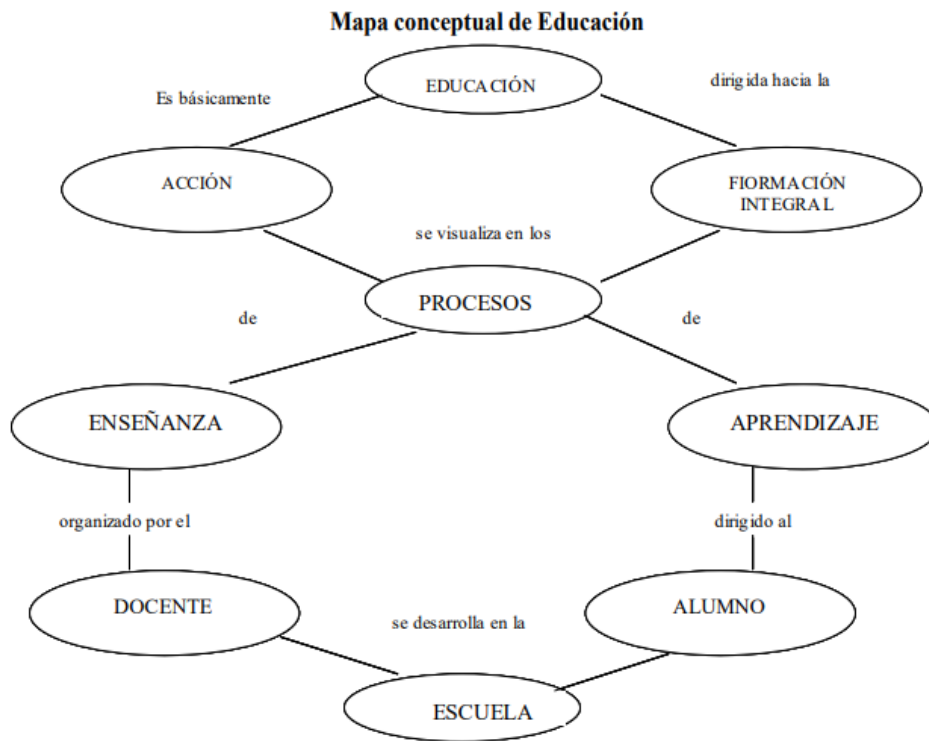 Mapa conceptual de Educación
EDUCACIÓN
Es básicamente
dirigida hacia la
ACCIÓN
FIORMACIÓN
INTEGRAL
se visualiza en los
PROCESOS
de
de
ENSEÑANZA
APRENDIZAJE
organizado por el
dirigido al
DOCENTE
ALUMNO
se desarrolla en la
ESCUELA